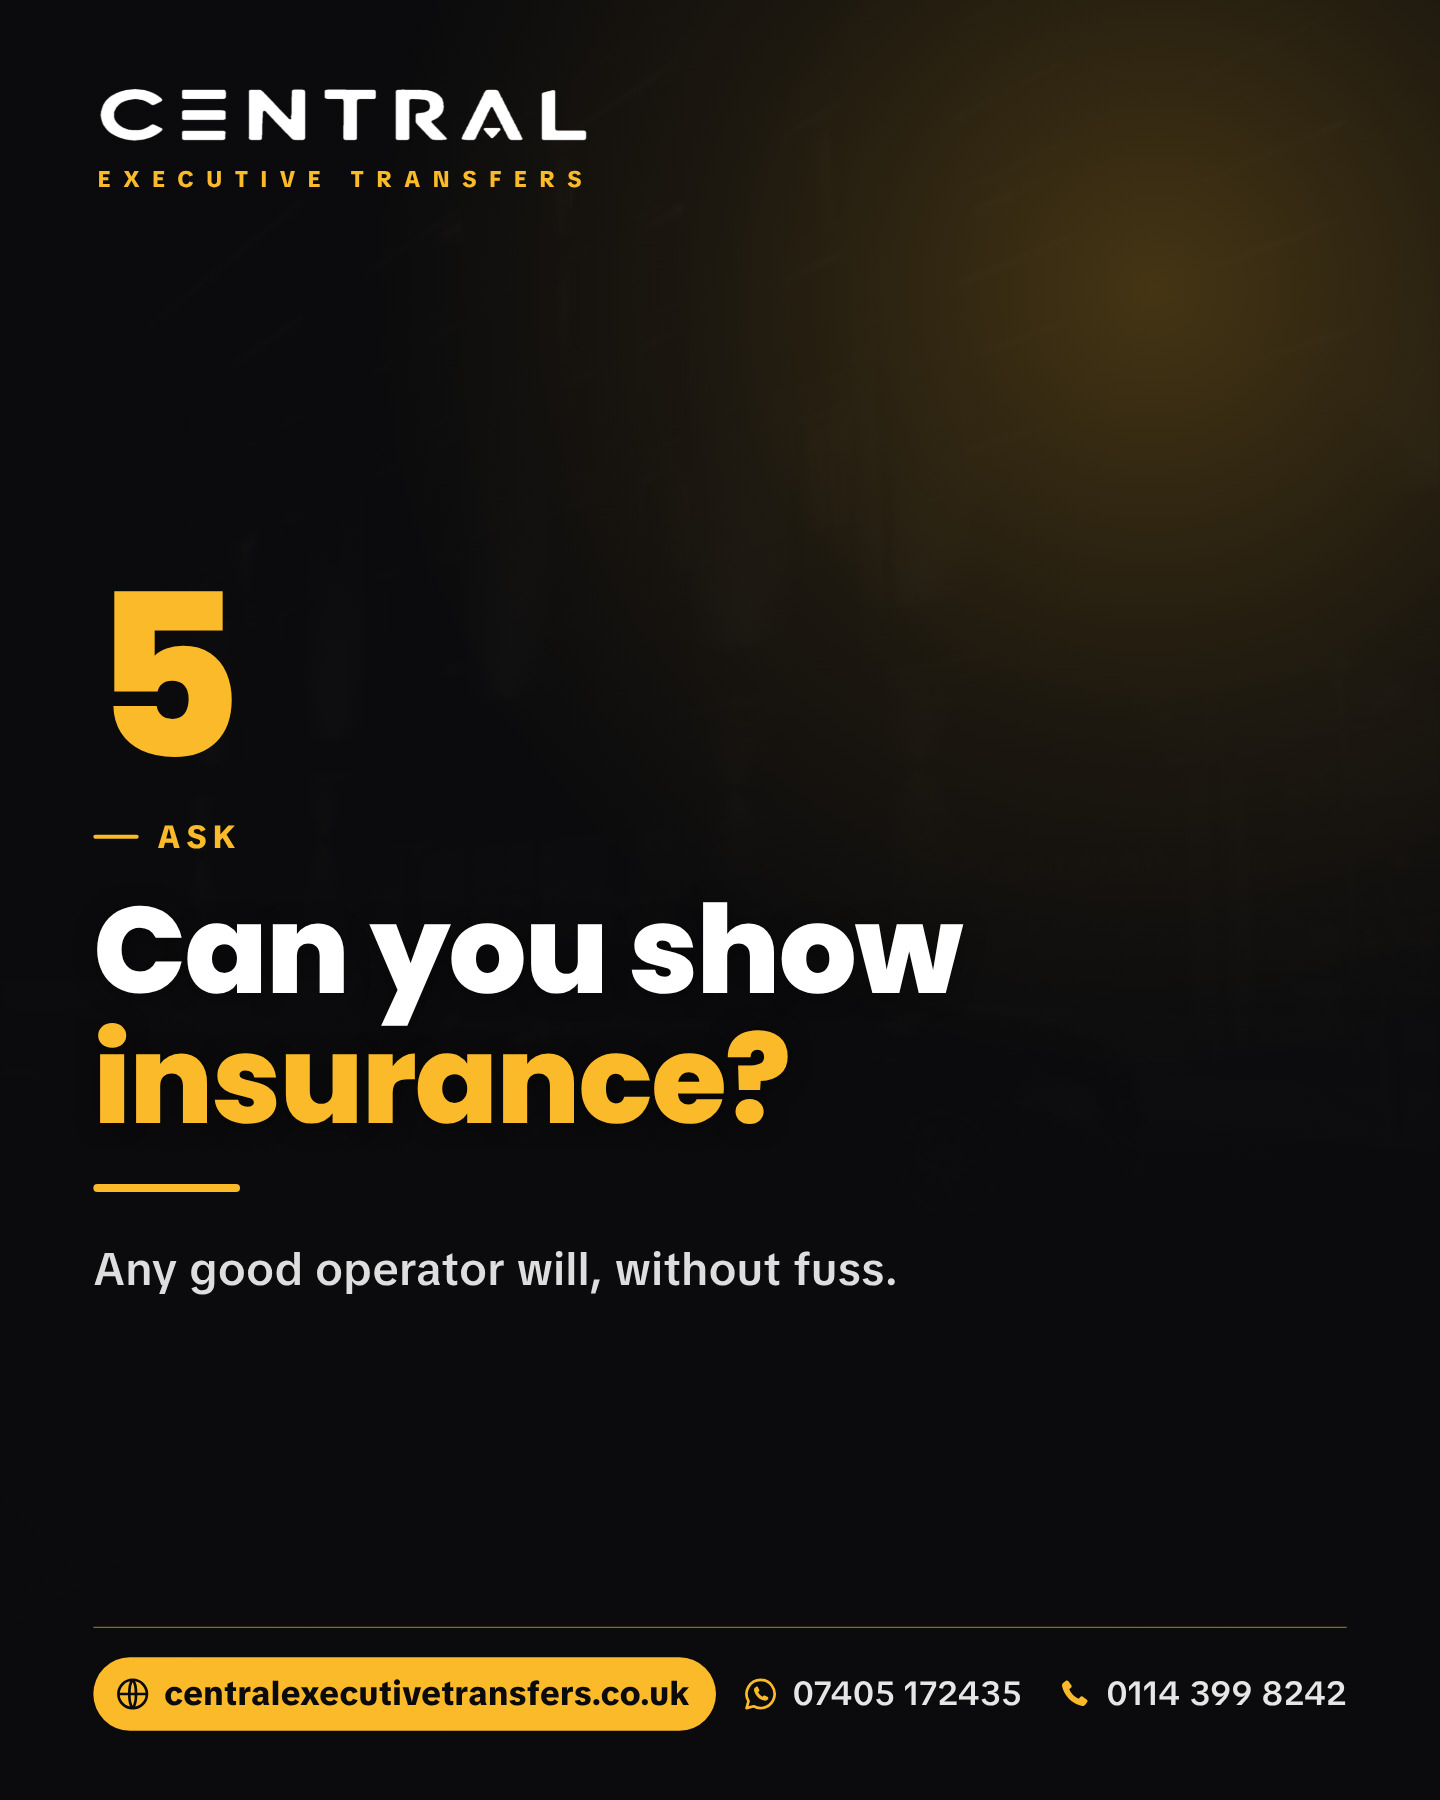 CENTRAL
EXECUTIVE TRANSFERS
5
ASK
Can you show
insurance?
Any good operator will, without fuss.
centralexecutivetransfers.co.uk 07405 172435 0114 399 8242